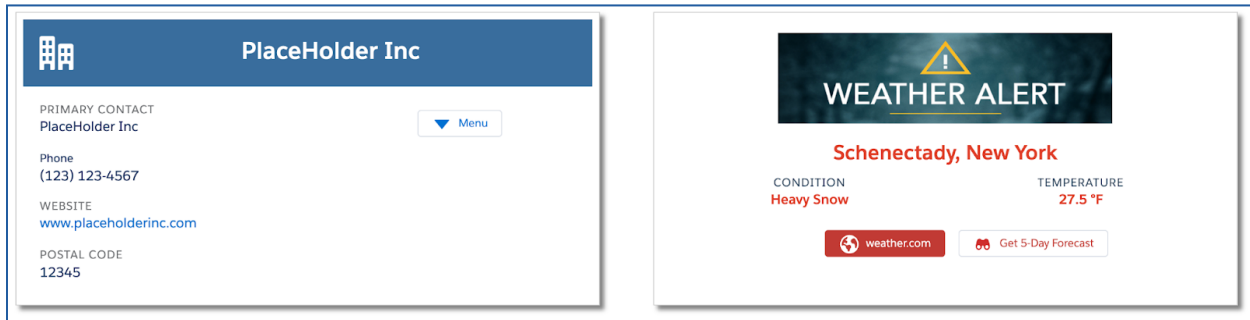 PlaceHolder Inc
PRIMARY CONTACT
PlaceHolder Inc
Menu
Phone
(123) 123-4567
WEBSITE
www.placeholderinc.com
POSTAL CODE
12345
WEATHER ALERT
Schenectady, New York
CONDITION TEMPERATURE
Heavy Snow 27.5 °F
weather.com Get 5-Day Forecast